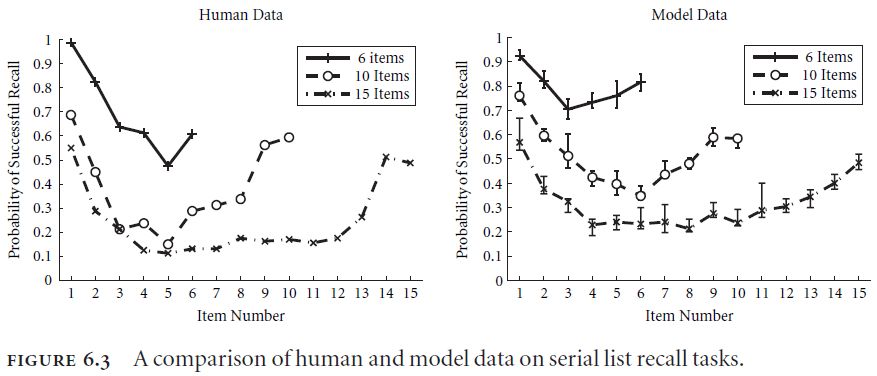 Human Data
Probability of Successful Recall
1
0.9
0.8
0.7
0.6
0.5
0.4
0.3
0.2
0.1
0
6 items
10 Items
15 Items
1 2 3 4 5 6 7 8 9 10 11 12 13 14 15
Item Number
Model Data
Probability of Successful Recall
1
0.9
0.8
0.7
0.6
0.5
0.4
0.3
0.2
0.1
0
6 Items
10 Items
15 Items
1 2 3 4 5 6 7 8 9 10 11 12 13 14 15
Item Number
FIGURE 6.3 A comparison of human and model data on serial list recall tasks.